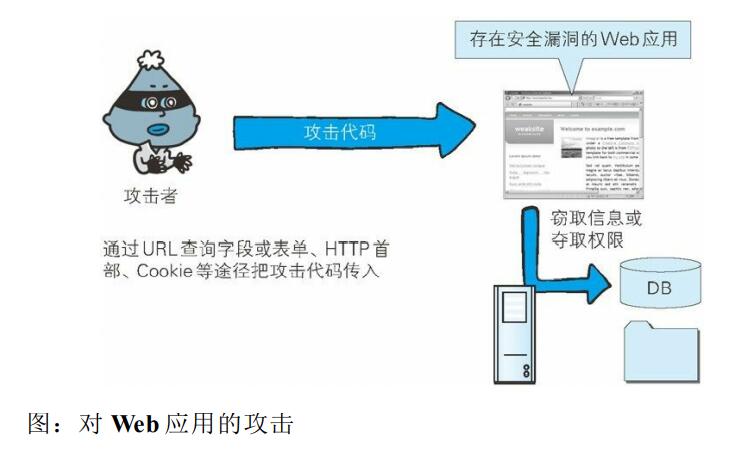 存在安全漏洞的Web应用
攻击代码
weaksite
Welcome to example.com
攻击者
窃取信息或
夺取权限
通过URL查询字段或表单、HTTP首
部、Cookie等途径把攻击代码传入
DB
图：对 Web 应用的攻击